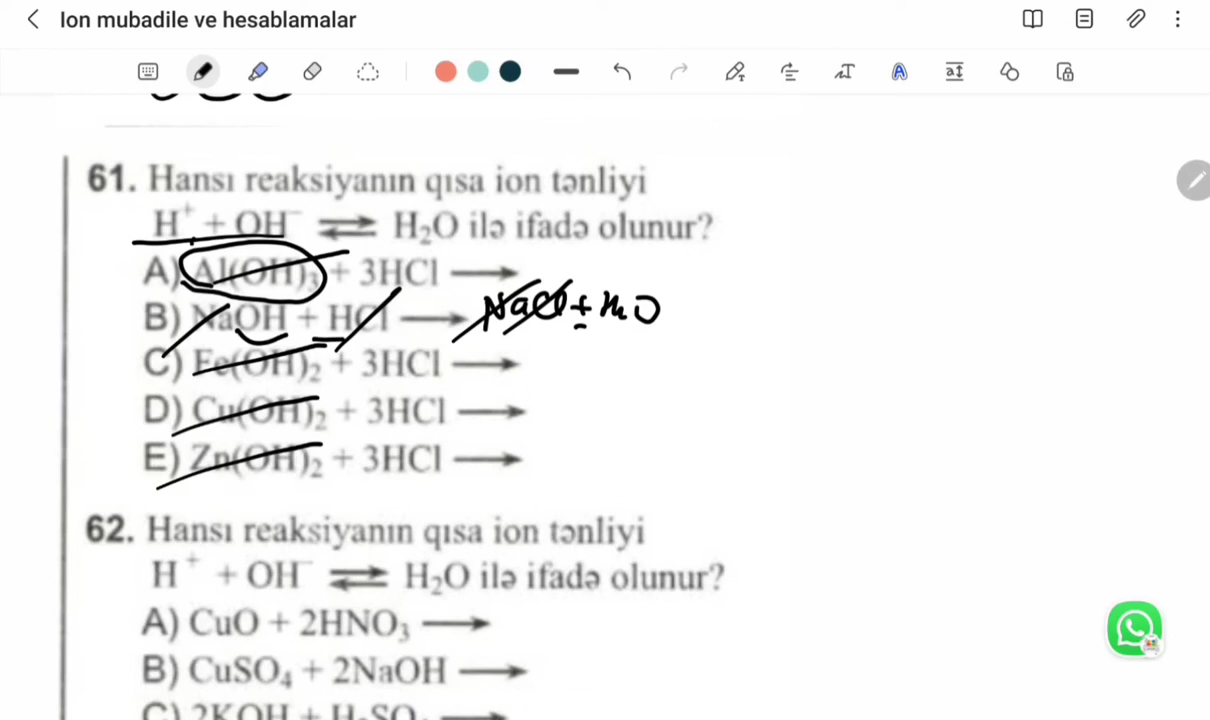 Ion mubadile ve hesablamalar
61. Hansı reaksiyanın qısa ion tənliyi
H⁺ + OH⁻ ⇌ H₂O ilə ifadə olunur?
A) Al(OH)₃ + 3HCl ⟶
B) NaOH + HCl ⟶ NaCl + H₂O
C) Fe(OH)₂ + 3HCl ⟶
D) Cu(OH)₂ + 3HCl ⟶
E) Zn(OH)₂ + 3HCl ⟶
62. Hansı reaksiyanın qısa ion tənliyi
H⁺ + OH⁻ ⇌ H₂O ilə ifadə olunur?
A) CuO + 2HNO₃ ⟶
B) CuSO₄ + 2NaOH ⟶
C) 2KOH + H₂SO₄ ⟶